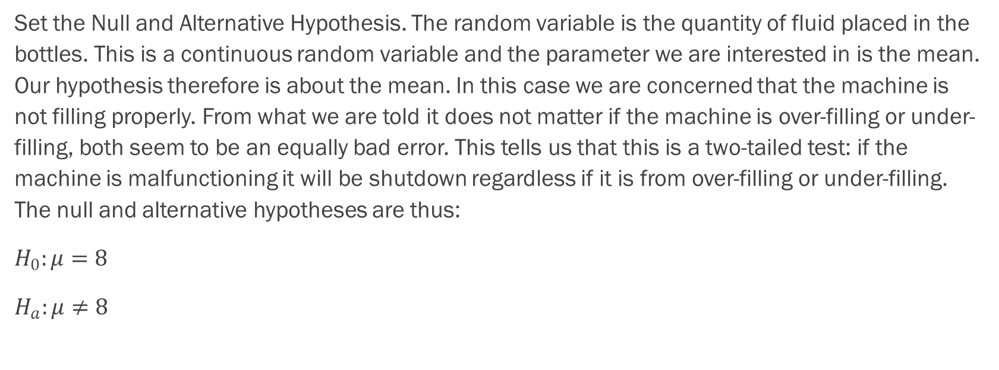 Set the Null and Alternative Hypothesis. The random variable is the quantity of fluid placed in the
bottles. This is a continuous random variable and the parameter we are interested in is the mean.
Our hypothesis therefore is about the mean. In this case we are concerned that the machine is
not filling properly. From what we are told it does not matter if the machine is over-filling or under-
filling, both seem to be an equally bad error. This tells us that this is a two-tailed test: if the
machine is malfunctioning it will be shutdown regardless if it is from over-filling or under-filling.
The null and alternative hypotheses are thus:
H₀: μ = 8
Hₐ: μ ≠ 8